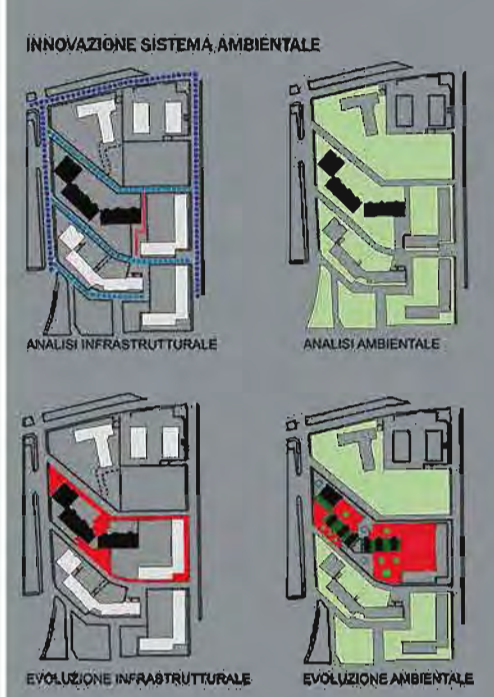 INNOVAZIONE SISTEMA AMBIENTALE
ANALISI INFRASTRUTTURALE
ANALISI AMBIENTALE
EVOLUZIONE INFRASTRUTTURALE
EVOLUZIONE AMBIENTALE